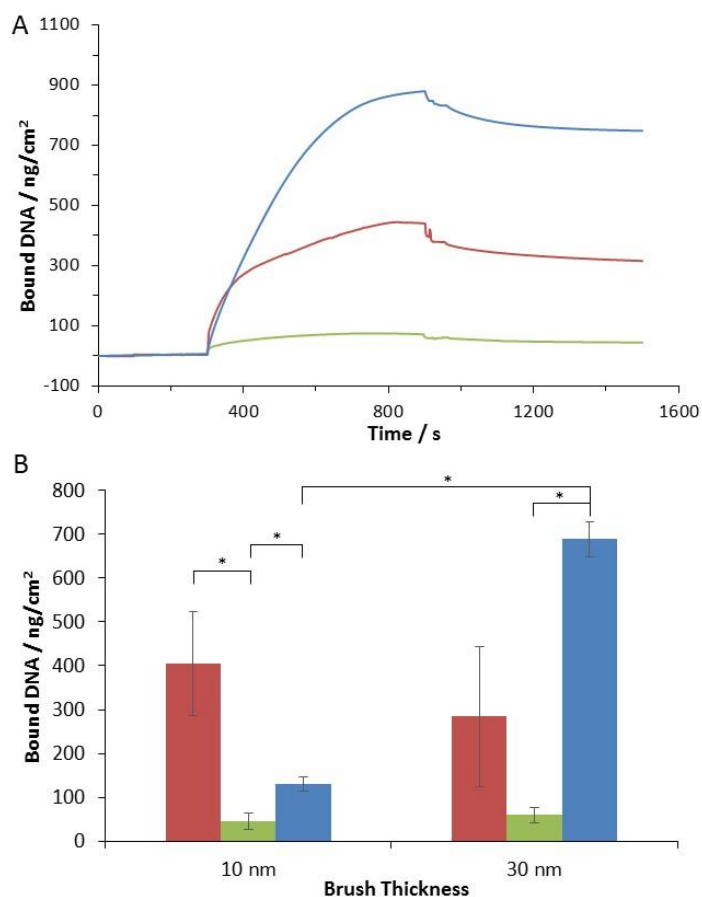 A
1100
900
700
500
300
100
-100
Bound DNA / ng/cm²
0 400 800 1200 1600
Time / s
B
800
700
600
500
400
300
200
100
0
Bound DNA / ng/cm²
* * * *
10 nm 30 nm
Brush Thickness